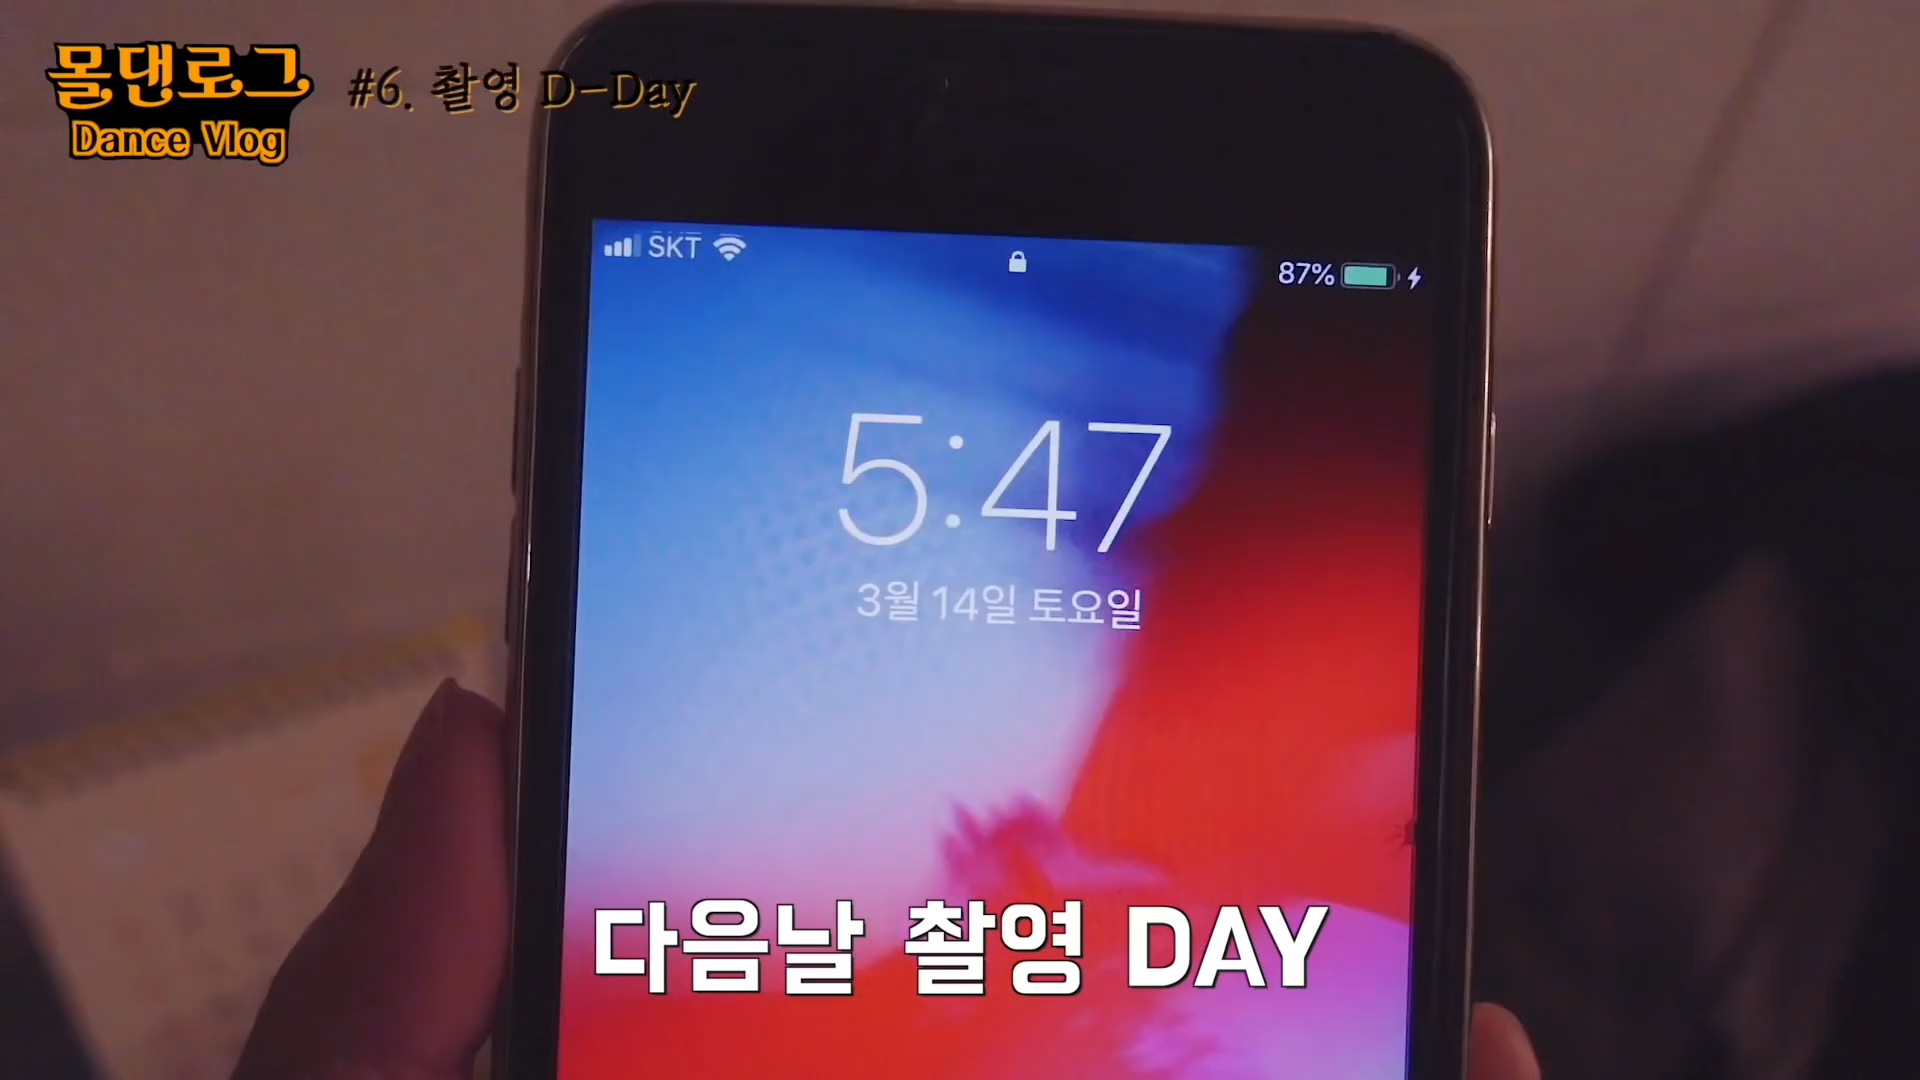 몰댄로그
Dance Vlog
#6. 촬영 D-Day
SKT
87%
5:47
3월 14일 토요일
다음날 촬영 DAY